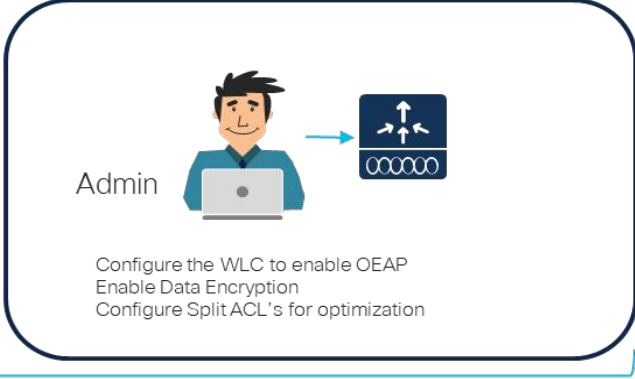 Admin
Configure the WLC to enable OEAP
Enable Data Encryption
Configure Split ACL's for optimization